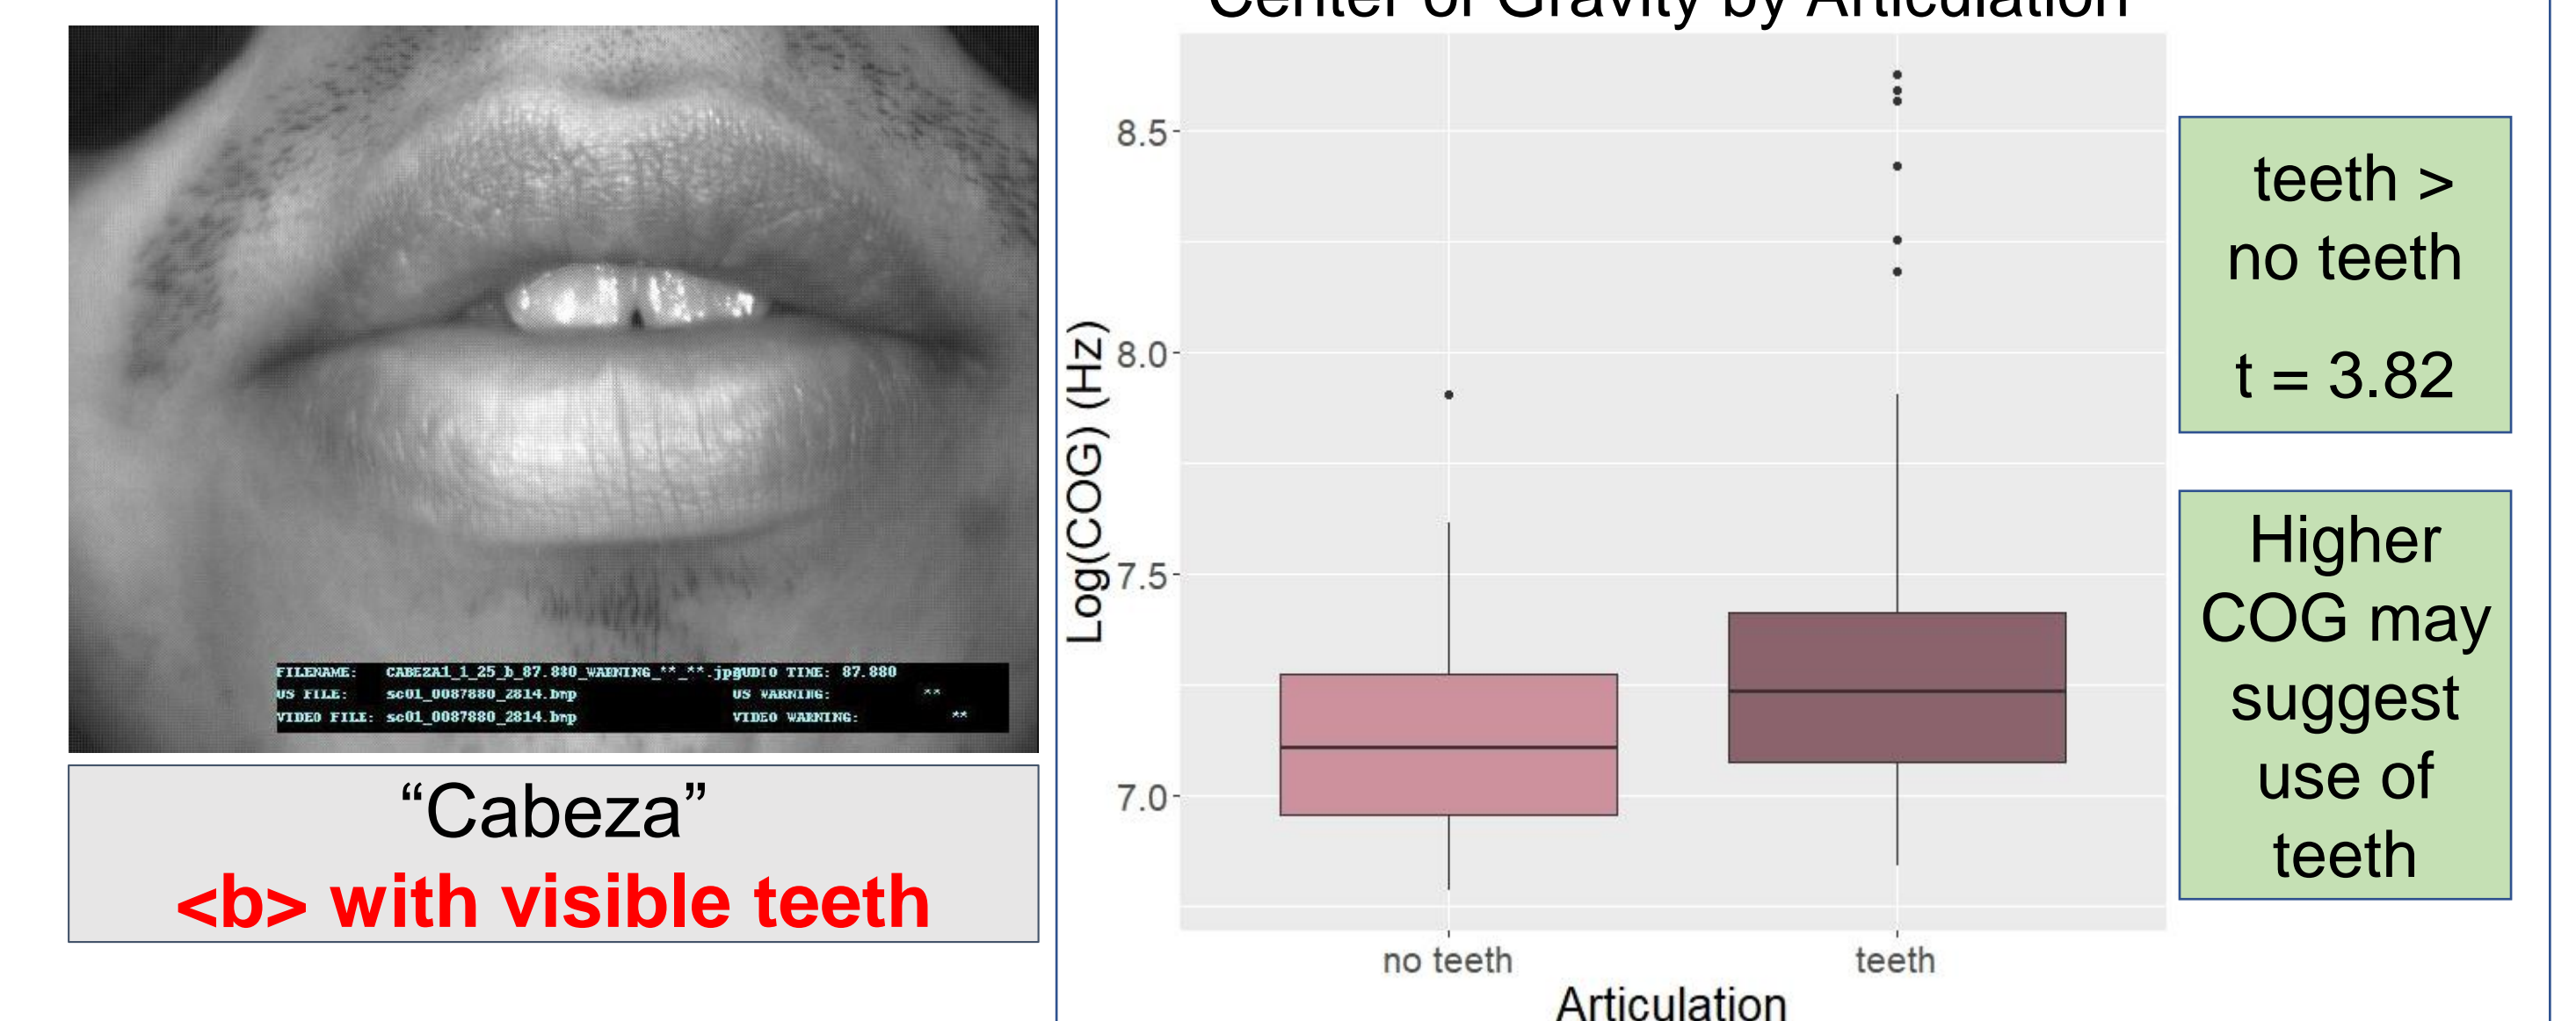 FILENAME: CABEZA1_1_25_b_87.880_WARNING_**_**.jpg AUDIO TIME: 87.880
US FILE: sc01_0087880_2814.bmp US WARNING: **
VIDEO FILE: sc01_0087880_2814.bmp VIDEO WARNING: **
“Cabeza”
<b> with visible teeth
Center of Gravity by Articulation
Log(COG) (Hz)
8.5
8.0
7.5
7.0
no teeth teeth
Articulation
teeth >
no teeth
t = 3.82
Higher
COG may
suggest
use of
teeth